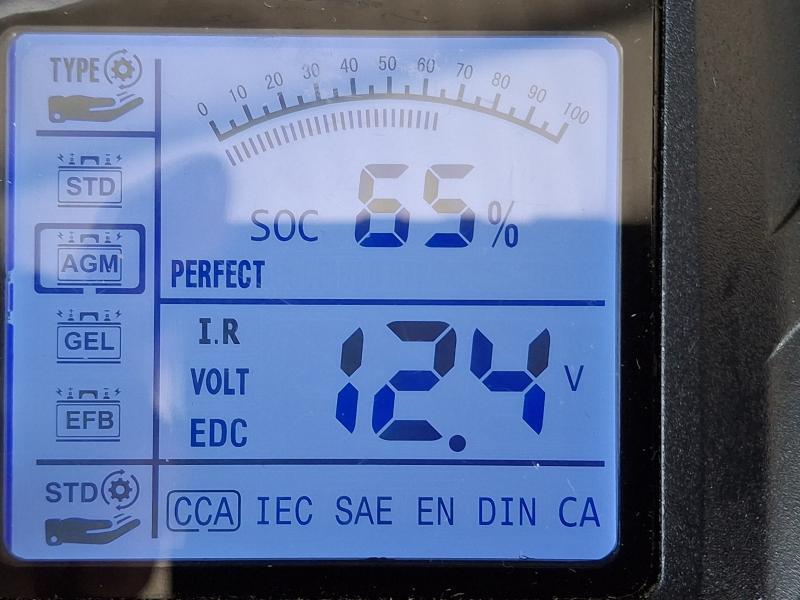 TYPE
0 10 20 30 40 50 60 70 80 90 100
STD
SOC 65%
AGM
PERFECT
GEL
I.R
VOLT
12.4 V
EFB
EDC
STD
CCA IEC SAE EN DIN CA